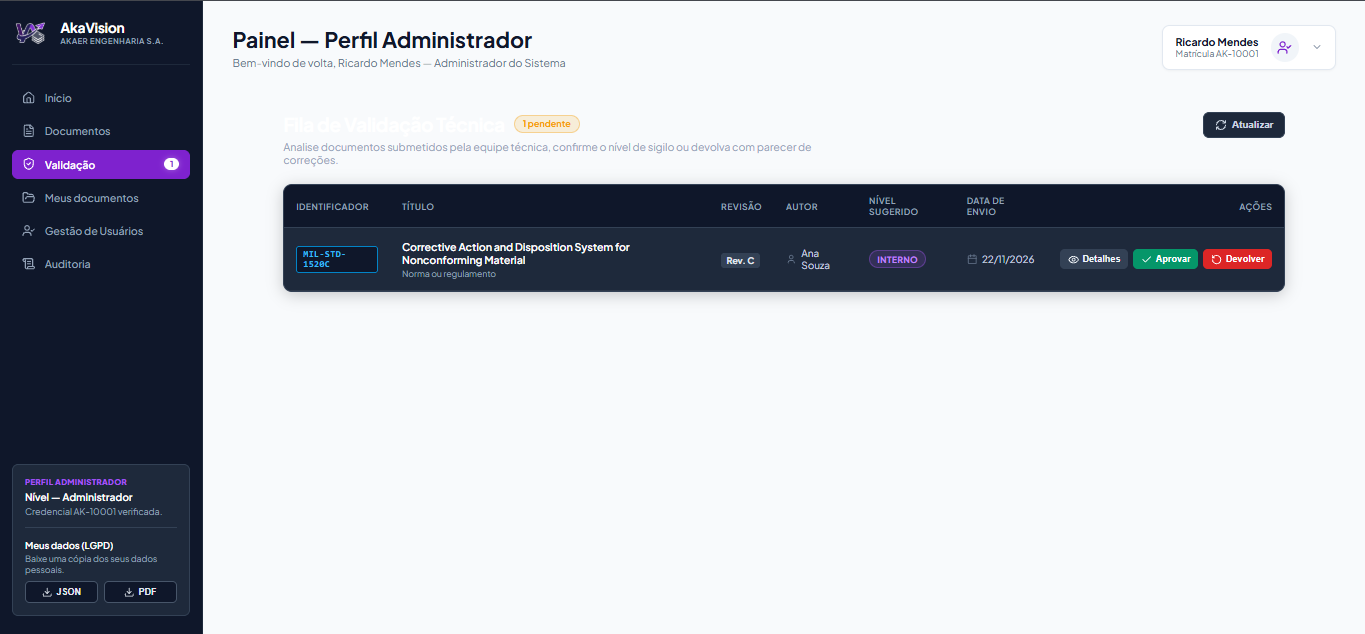 AkaVision
AKAER ENGENHARIA S.A.
Início
Documentos
Validação 1
Meus documentos
Gestão de Usuários
Auditoria
PERFIL ADMINISTRADOR
Nível — Administrador
Credencial AK-10001 verificada.
Meus dados (LGPD)
Baixe uma cópia dos seus dados
pessoais.
JSON PDF
Painel — Perfil Administrador
Bem-vindo de volta, Ricardo Mendes — Administrador do Sistema
Ricardo Mendes
Matrícula AK-10001
Fila de Validação Técnica 1 pendente
Analise documentos submetidos pela equipe técnica, confirme o nível de sigilo ou devolva com parecer de
correções.
Atualizar
IDENTIFICADOR TÍTULO REVISÃO AUTOR NÍVEL SUGERIDO DATA DE ENVIO AÇÕES
MIL-STD-
1520C
Corrective Action and Disposition System for
Nonconforming Material
Norma ou regulamento
Rev. C
Ana
Souza
INTERNO
22/11/2026
Detalhes Aprovar Devolver